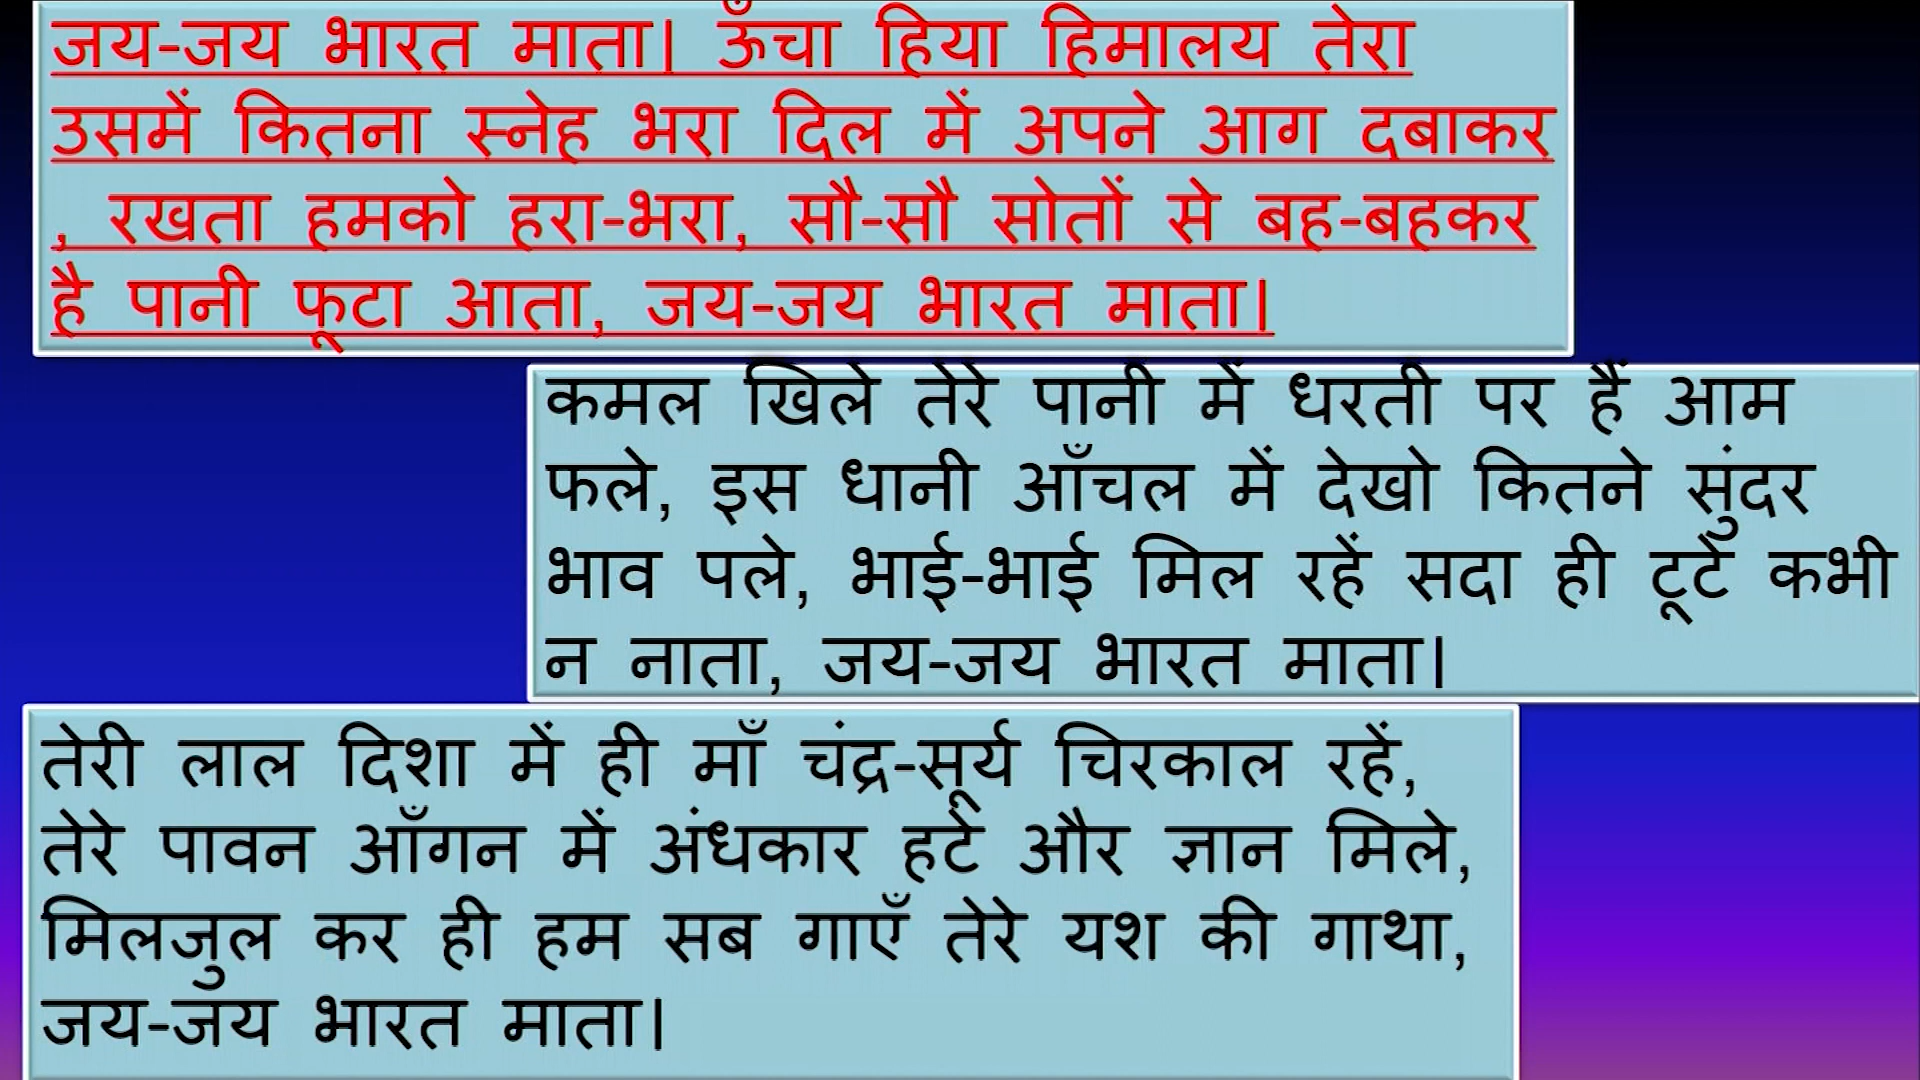 जय-जय भारत माता। ऊँचा हिया हिमालय तेरा
उसमें कितना स्नेह भरा दिल में अपने आग दबाकर
, रखता हमको हरा-भरा, सौ-सौ सोतों से बह-बहकर
है पानी फूटा आता, जय-जय भारत माता।
कमल खिले तेरे पानी में धरती पर हैं आम
फले, इस धानी आँचल में देखो कितने सुंदर
भाव पले, भाई-भाई मिल रहें सदा ही टूटे कभी
न नाता, जय-जय भारत माता।
तेरी लाल दिशा में ही माँ चंद्र-सूर्य चिरकाल रहें,
तेरे पावन आँगन में अंधकार हटे और ज्ञान मिले,
मिलजुल कर ही हम सब गाएँ तेरे यश की गाथा,
जय-जय भारत माता।